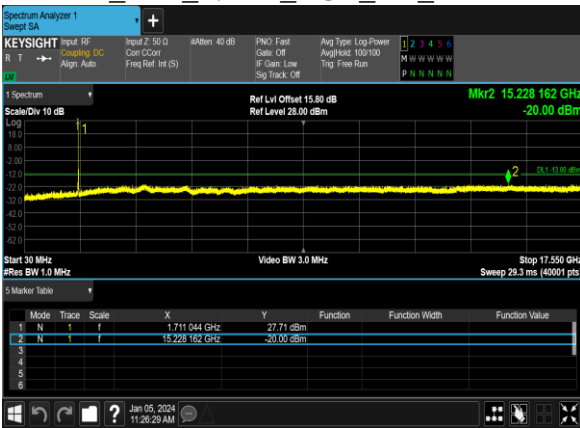 Spectrum Analyzer 1
Swept SA
+
KEYSIGHT Input: RF Input Z: 50 Ω #Atten: 40 dB PNO: Fast Avg Type: Log-Power 1 2 3 4 5 6
R T Coupling: DC Corr CCorr Gate: Off Avg|Hold: 100/100 M W W W W W
Align: Auto Freq Ref: Int (S) IF Gain: Low Trig: Free Run P N N N N N
LV Sig Track: Off
1 Spectrum Ref Lvl Offset 15.80 dB Mkr2 15.228 162 GHz
Scale/Div 10 dB Ref Level 28.00 dBm -20.00 dBm
Log
18.0 1
8.00
-2.00
-12.0 2 DL1 -13.00 dBm
-22.0
-32.0
-42.0
-52.0
-62.0
Start 30 MHz Video BW 3.0 MHz Stop 17.550 GHz
#Res BW 1.0 MHz Sweep 29.3 ms (40001 pts
5 Marker Table
Mode Trace Scale X Y Function Function Width Function Value
1 N 1 f 1.711 044 GHz 27.71 dBm
2 N 1 f 15.228 162 GHz -20.00 dBm
3
4
5
6
? Jan 05, 2024
11:26:29 AM